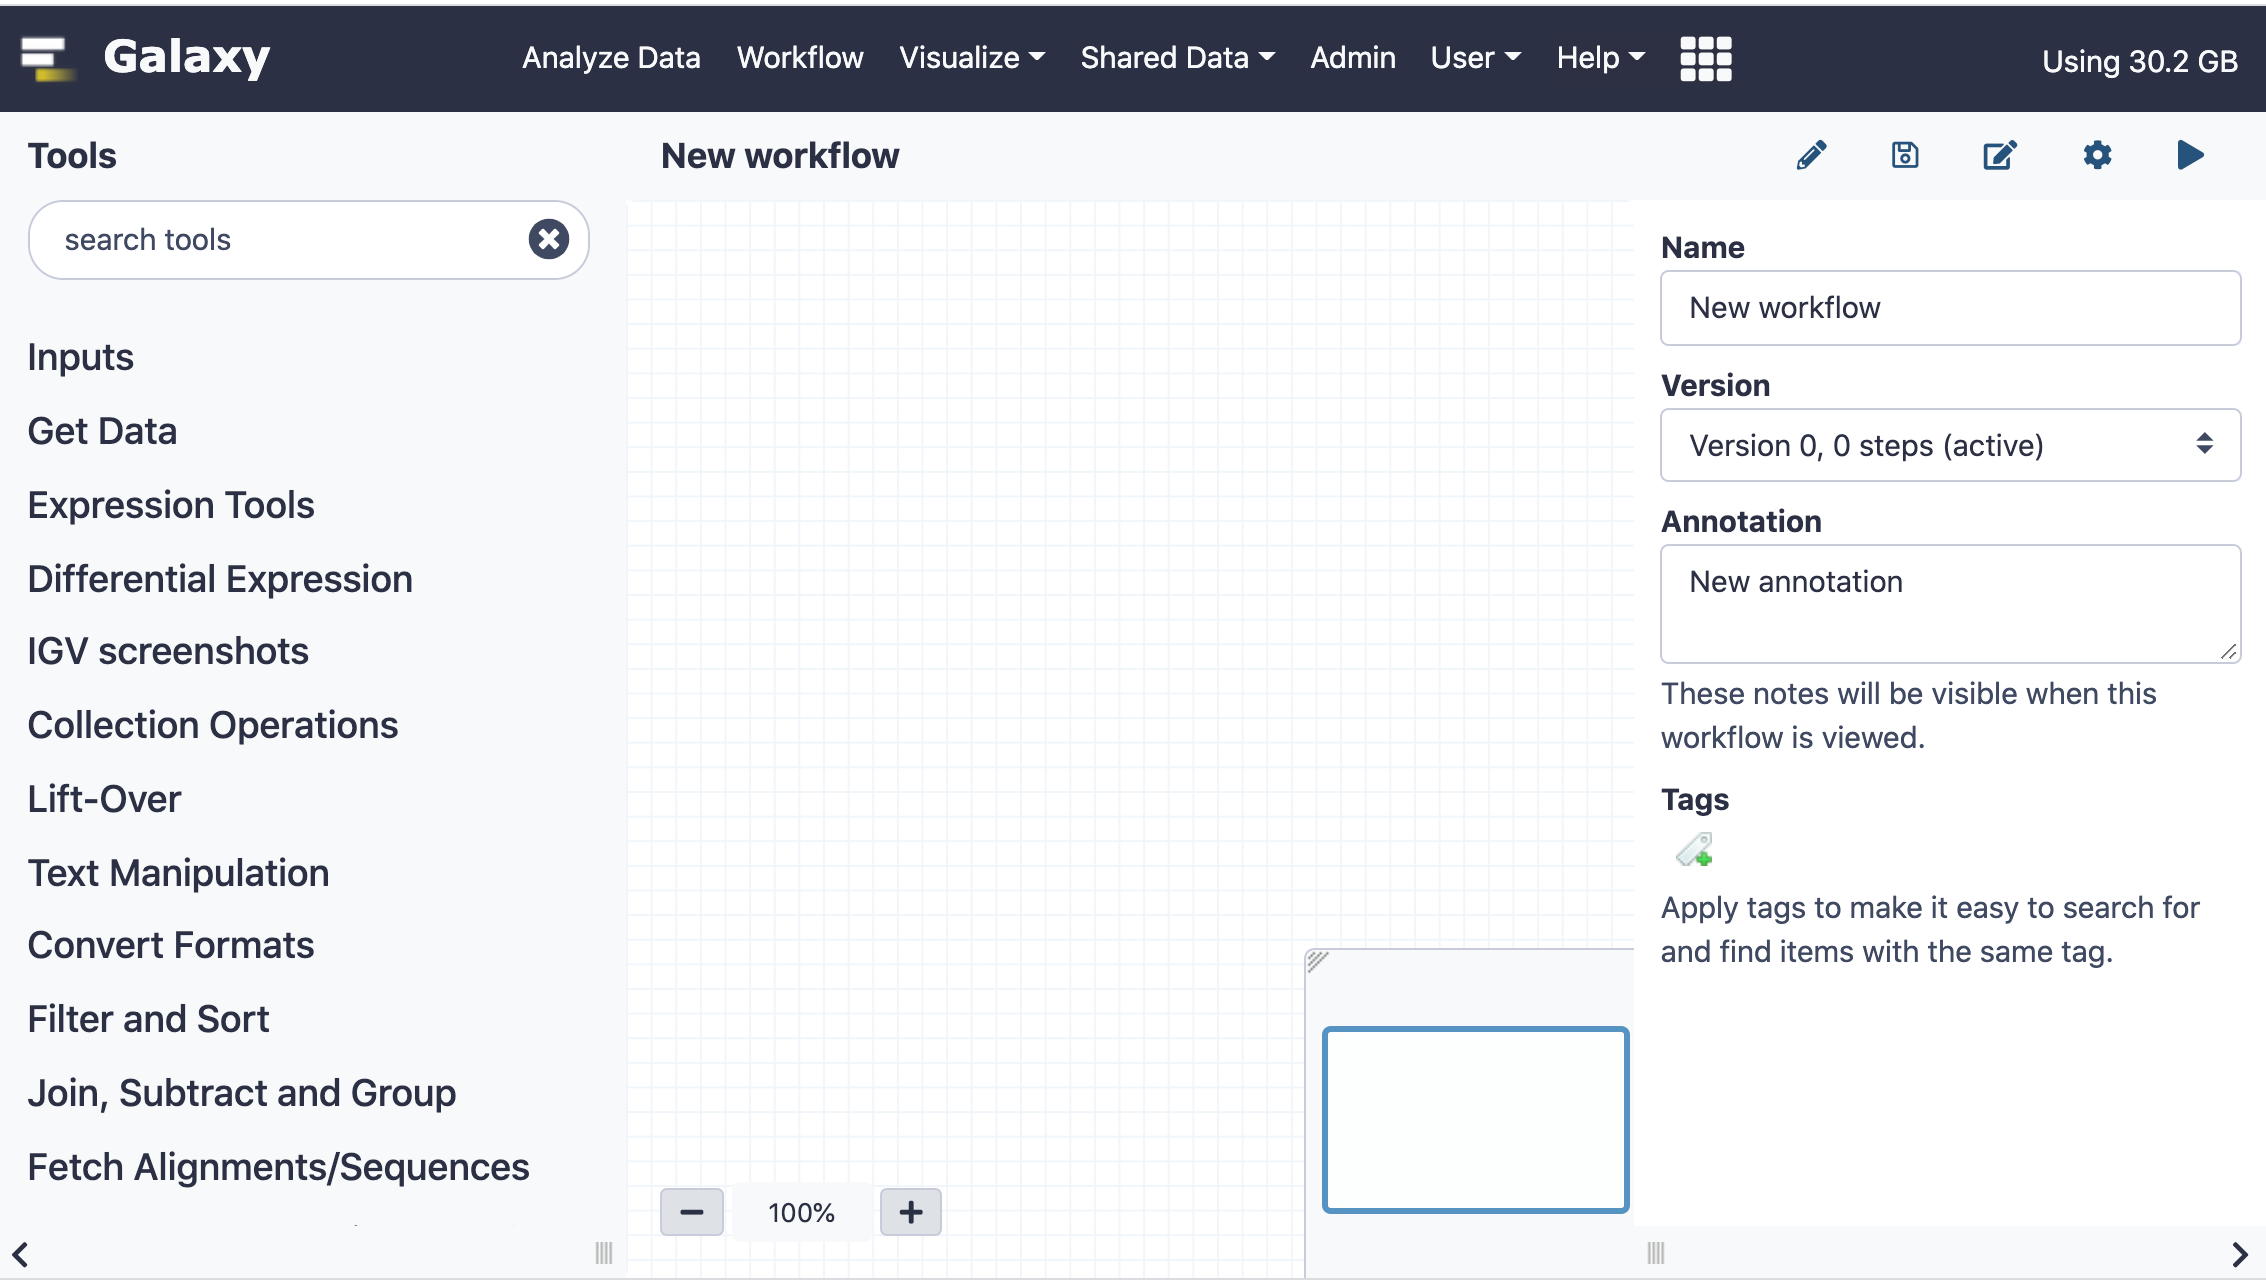 Galaxy
Analyze Data Workflow Visualize Shared Data Admin User Help
Using 30.2 GB
Tools
search tools
Inputs
Get Data
Expression Tools
Differential Expression
IGV screenshots
Collection Operations
Lift-Over
Text Manipulation
Convert Formats
Filter and Sort
Join, Subtract and Group
Fetch Alignments/Sequences
New workflow
100%
Name
New workflow
Version
Version 0, 0 steps (active)
Annotation
New annotation
These notes will be visible when this
workflow is viewed.
Tags
Apply tags to make it easy to search for
and find items with the same tag.